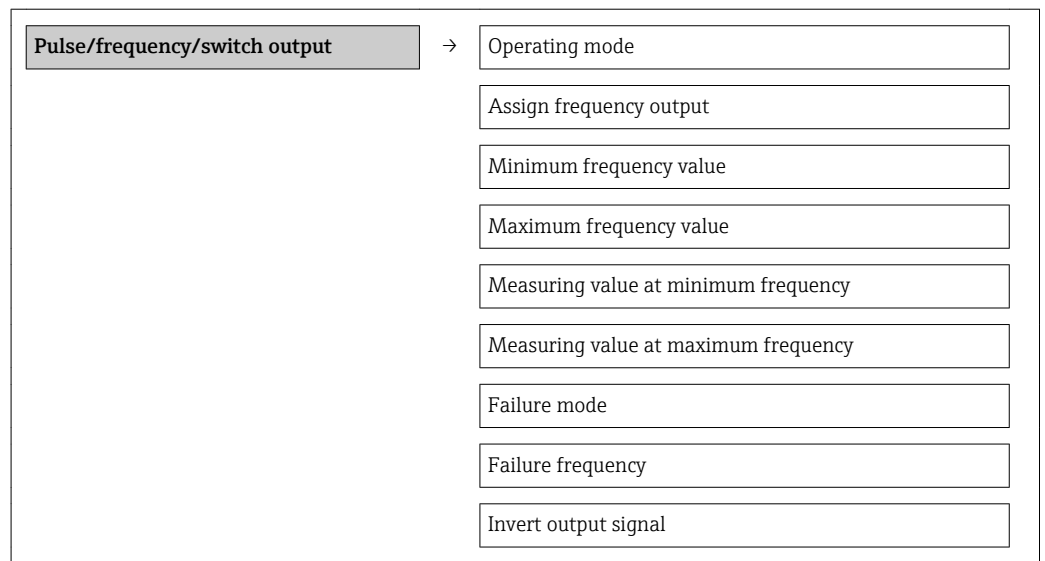 Pulse/frequency/switch output → Operating mode
Assign frequency output
Minimum frequency value
Maximum frequency value
Measuring value at minimum frequency
Measuring value at maximum frequency
Failure mode
Failure frequency
Invert output signal